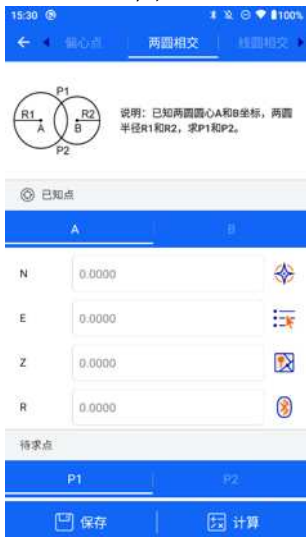 15:30 100%
偏心点 两圆相交 线圆相交
P1
R1 R2
A B
P2
说明：已知两圆圆心A和B坐标，两圆
半径R1和R2，求P1和P2。
已知点
A B
N 0.0000
E 0.0000
Z 0.0000
R 0.0000
待求点
P1 P2
保存 计算